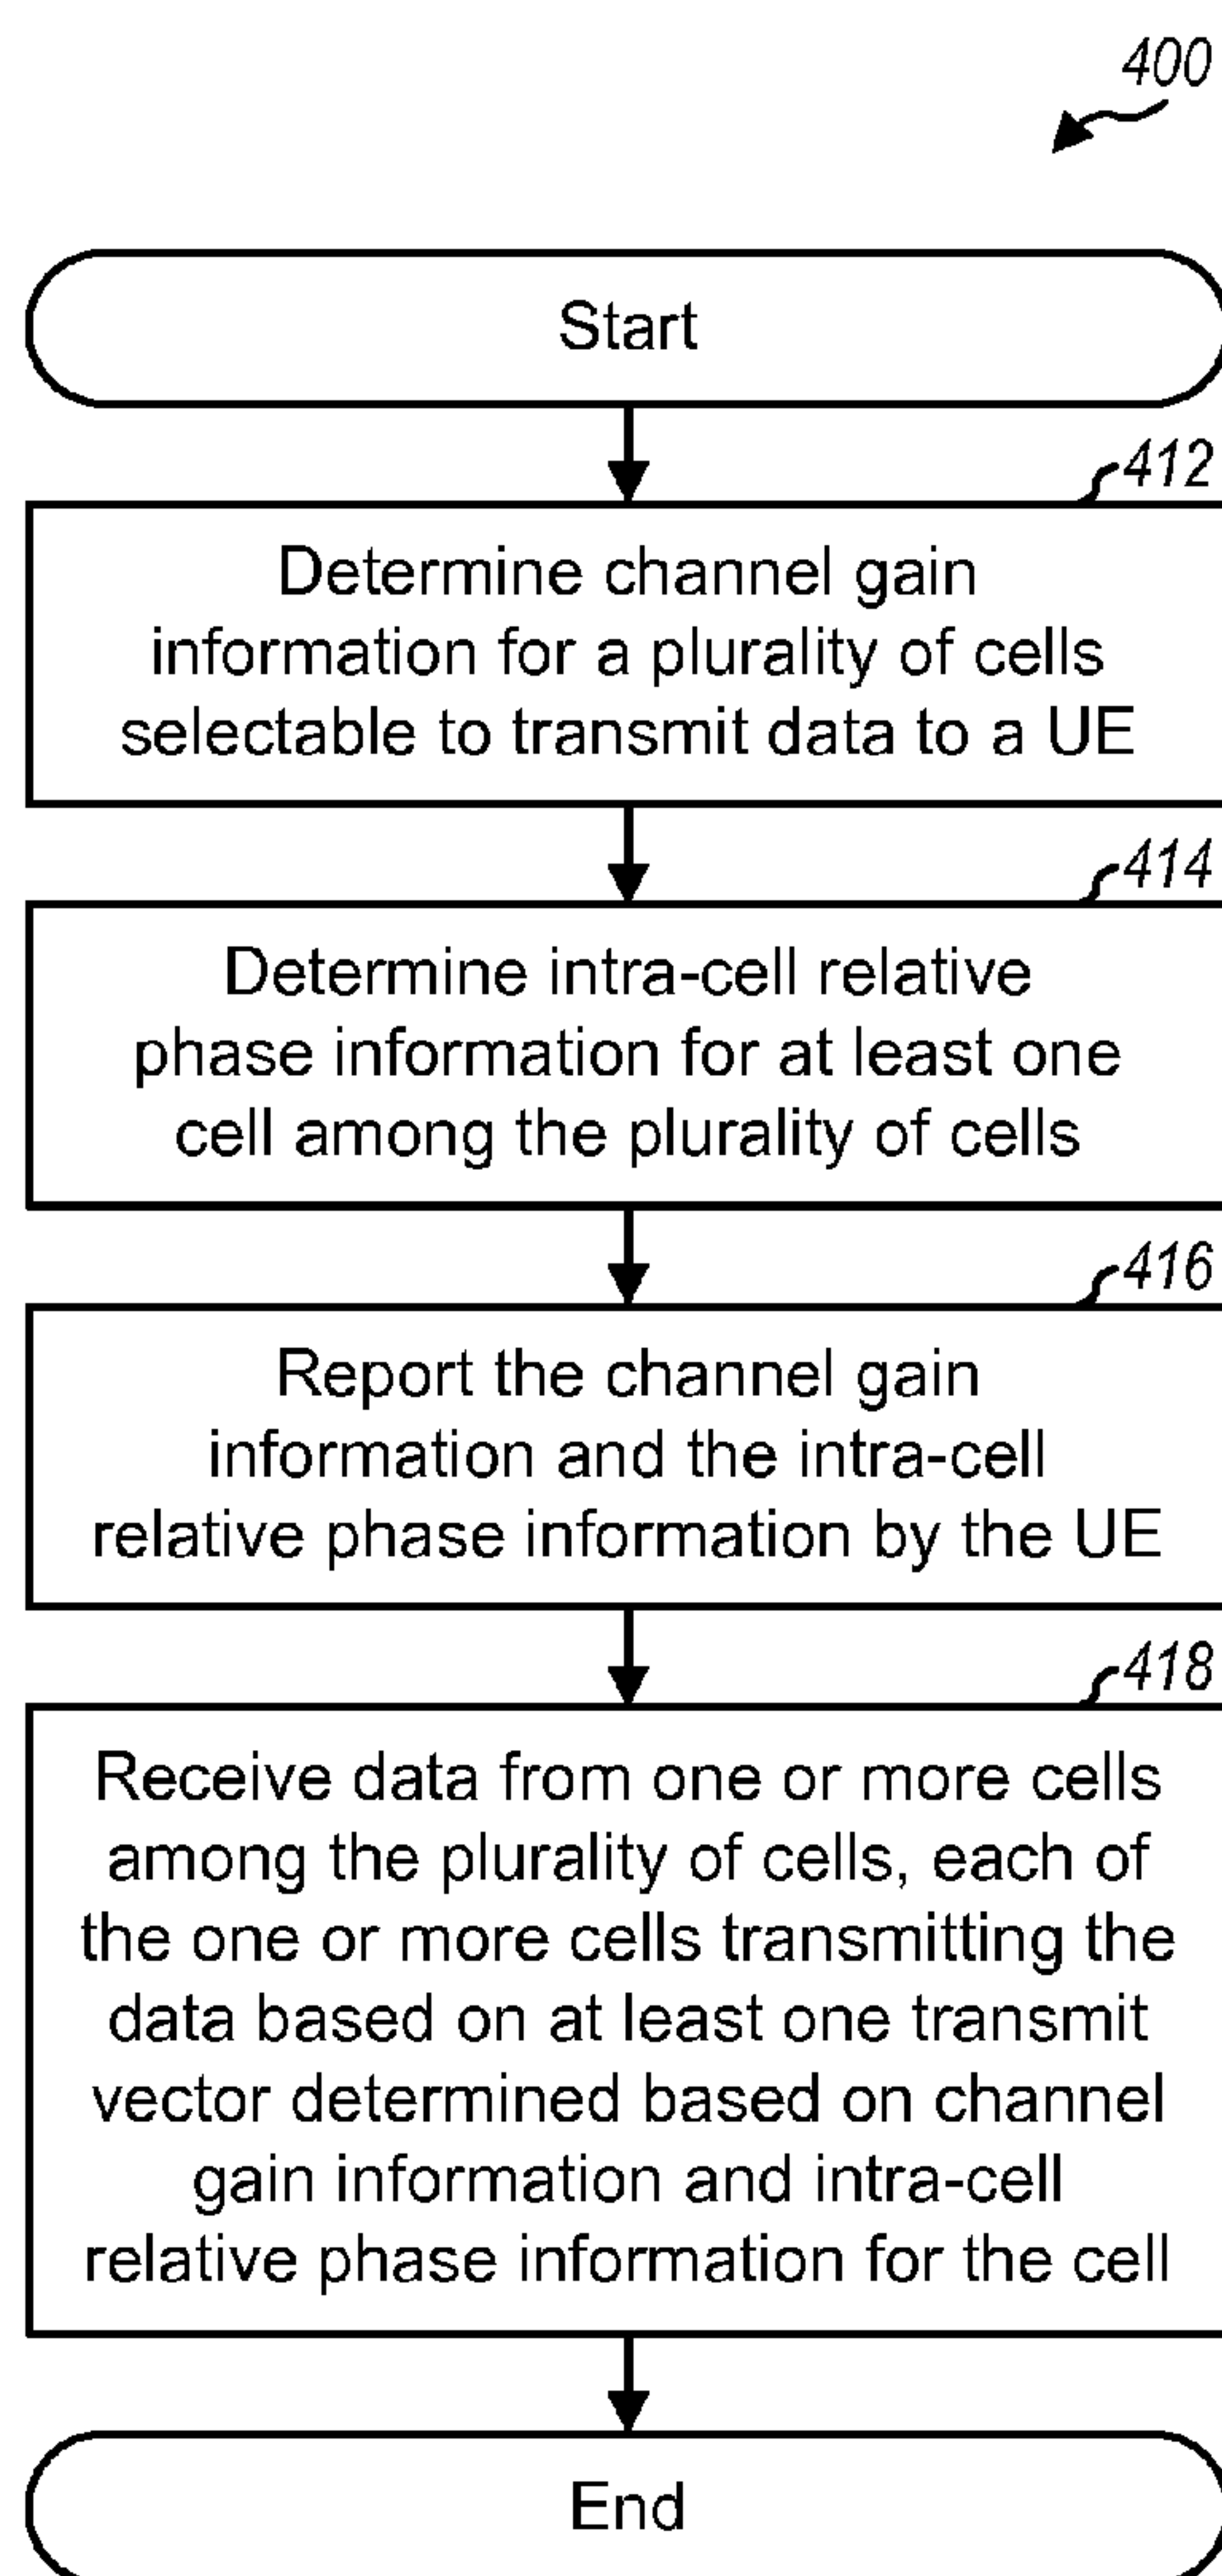 400
Start
412
Determine channel gain
information for a plurality of cells
selectable to transmit data to a UE
414
Determine intra-cell relative
phase information for at least one
cell among the plurality of cells
416
Report the channel gain
information and the intra-cell
relative phase information by the UE
418
Receive data from one or more cells
among the plurality of cells, each of
the one or more cells transmitting the
data based on at least one transmit
vector determined based on channel
gain information and intra-cell
relative phase information for the cell
End